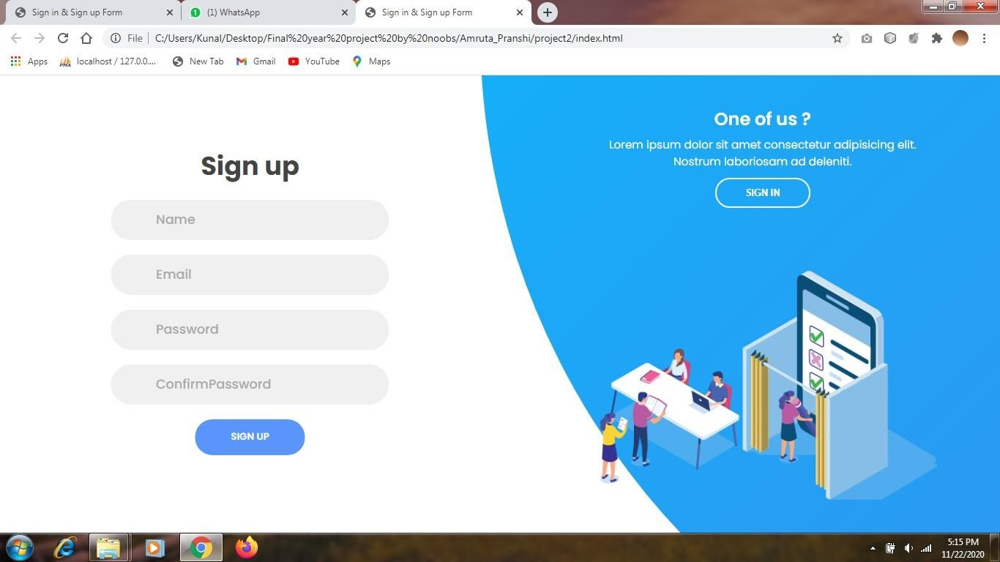 Sign in & Sign up Form
(1) WhatsApp
Sign in & Sign up Form
File
C:/Users/Kunal/Desktop/Final%20year%20project%20by%20noobs/Amruta_Pranshi/project2/index.html
Apps
PMA
localhost / 127.0.0....
New Tab
Gmail
YouTube
Maps
Sign up
Name
Email
Password
ConfirmPassword
SIGN UP
One of us ?
Lorem ipsum dolor sit amet consectetur adipisicing elit.
Nostrum laboriosam ad deleniti.
SIGN IN
5:15 PM
11/22/2020